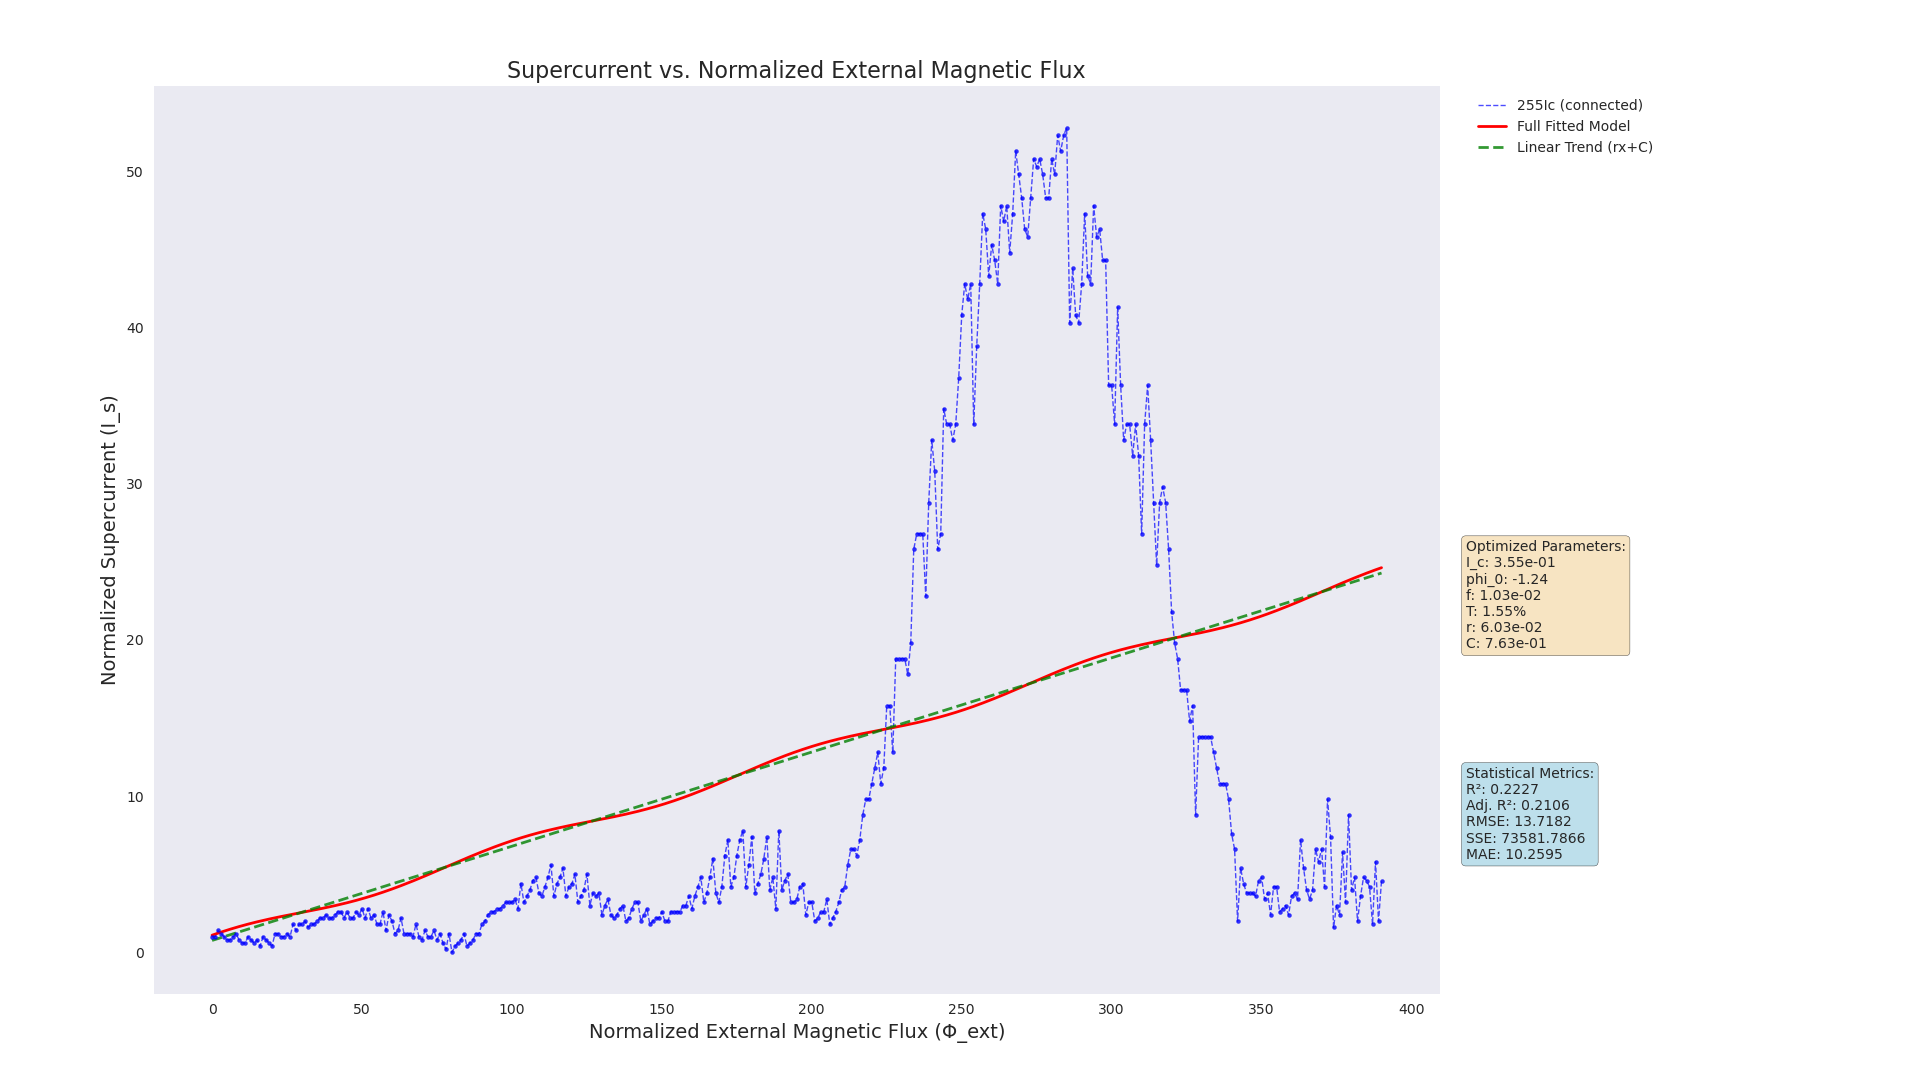 Supercurrent vs. Normalized External Magnetic Flux
255Ic (connected)
Full Fitted Model
Linear Trend (rx+C)
Normalized Supercurrent (I_s)
50
40
30
20
10
0
0 50 100 150 200 250 300 350 400
Normalized External Magnetic Flux (Φ_ext)
Optimized Parameters:
I_c: 3.55e-01
phi_0: -1.24
f: 1.03e-02
T: 1.55%
r: 6.03e-02
C: 7.63e-01
Statistical Metrics:
R²: 0.2227
Adj. R²: 0.2106
RMSE: 13.7182
SSE: 73581.7866
MAE: 10.2595